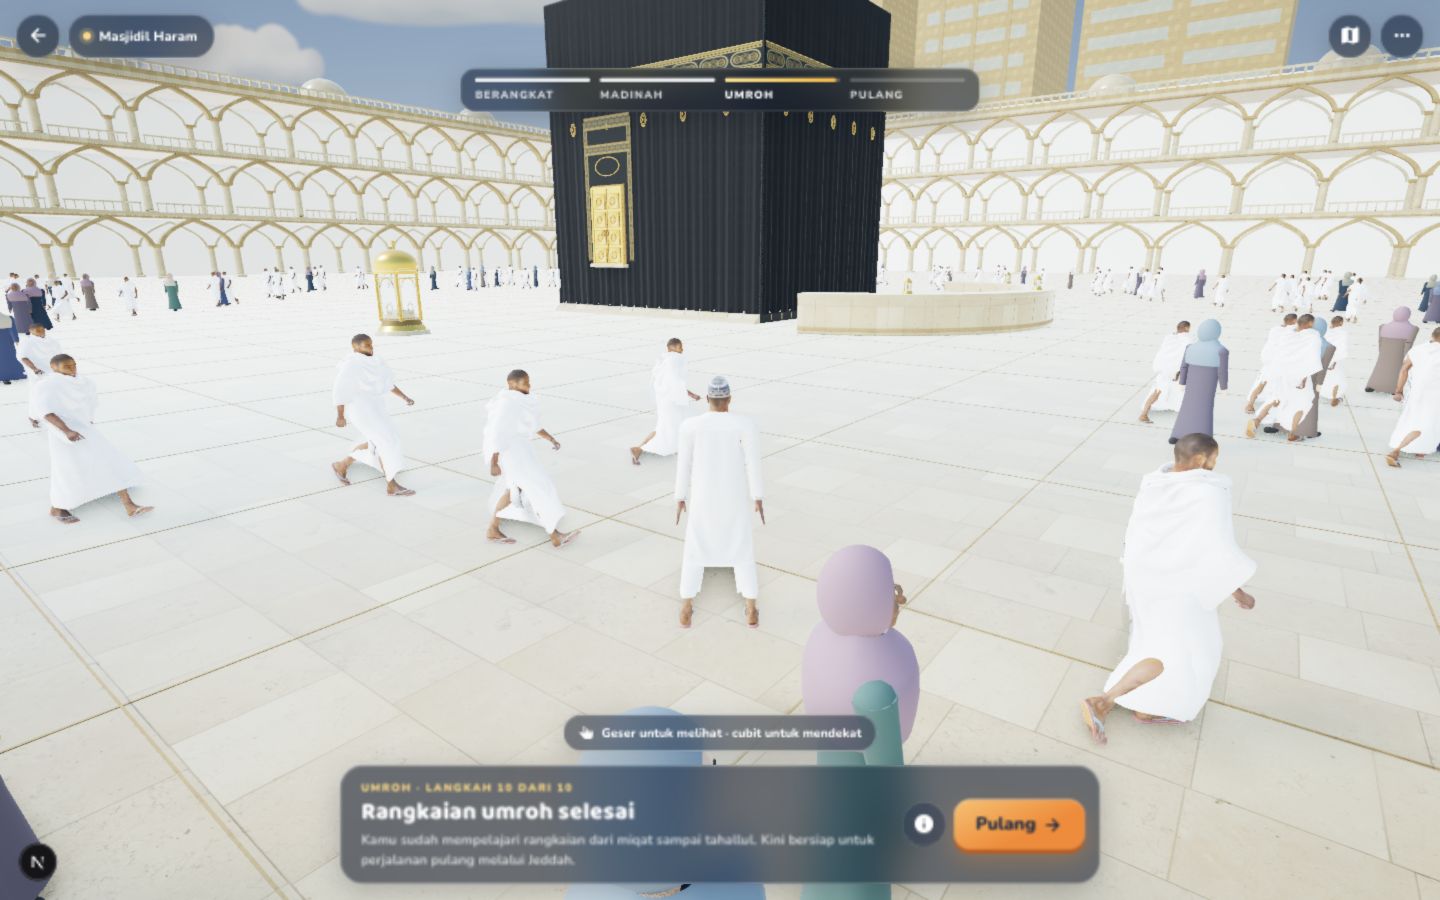 Masjidil Haram
BERANGKAT
MADINAH
UMROH
PULANG
Geser untuk melihat · cubit untuk mendekat
UMROH · LANGKAH 10 DARI 10
Rangkaian umroh selesai
Kamu sudah mempelajari rangkaian dari miqat sampai tahallul. Kini bersiap untuk
perjalanan pulang melalui Jeddah.
Pulang →
N